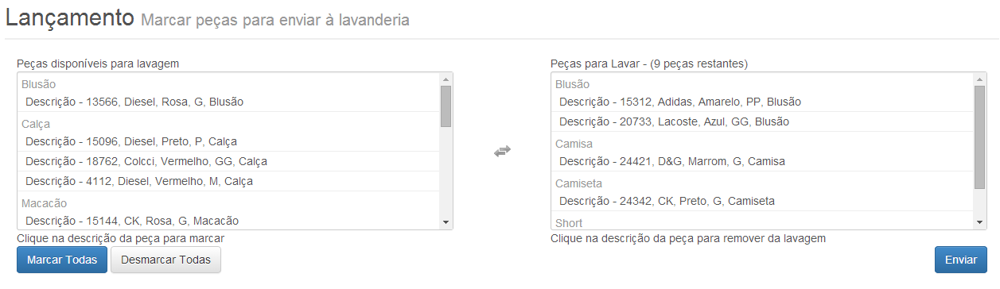 Lançamento Marcar peças para enviar à lavanderia
Peças disponíveis para lavagem
Blusão
Descrição - 13566, Diesel, Rosa, G, Blusão
Calça
Descrição - 15096, Diesel, Preto, P, Calça
Descrição - 18762, Colcci, Vermelho, GG, Calça
Descrição - 4112, Diesel, Vermelho, M, Calça
Macacão
Descrição - 15144, CK, Rosa, G, Macacão
Clique na descrição da peça para marcar
Marcar Todas
Desmarcar Todas
Peças para Lavar - (9 peças restantes)
Blusão
Descrição - 15312, Adidas, Amarelo, PP, Blusão
Descrição - 20733, Lacoste, Azul, GG, Blusão
Camisa
Descrição - 24421, D&G, Marrom, G, Camisa
Camiseta
Descrição - 24342, CK, Preto, G, Camiseta
Short
Clique na descrição da peça para remover da lavagem
Enviar